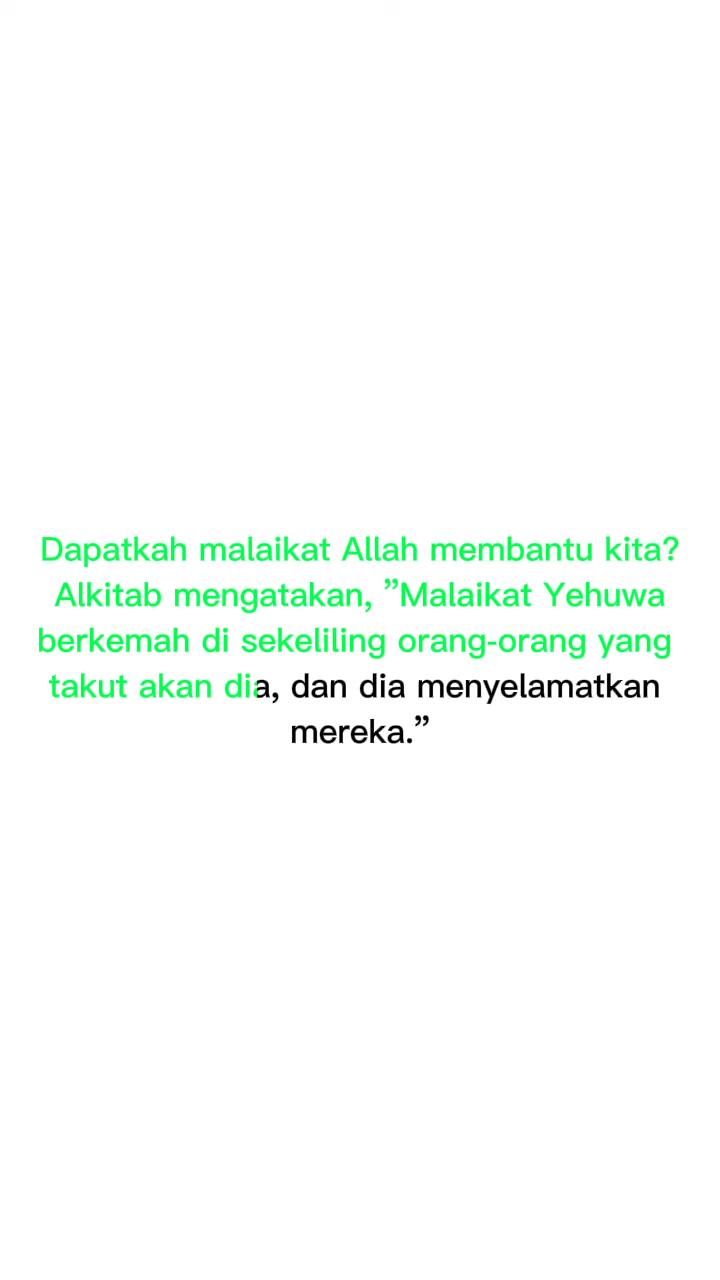 Dapatkah malaikat Allah membantu kita?
Alkitab mengatakan, ”Malaikat Yehuwa
berkemah di sekeliling orang-orang yang
takut akan dia, dan dia menyelamatkan
mereka.”